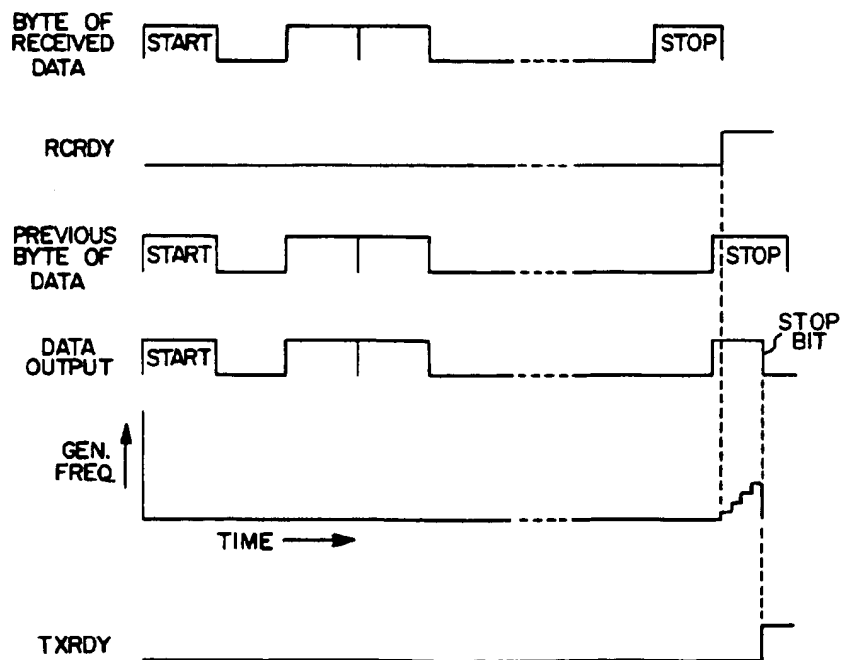 BYTE OF
RECEIVED
DATA
START
STOP
RCRDY
PREVIOUS
BYTE OF
DATA
START
STOP
DATA
OUTPUT
START
STOP
BIT
GEN.
FREQ.
TIME
TXRDY